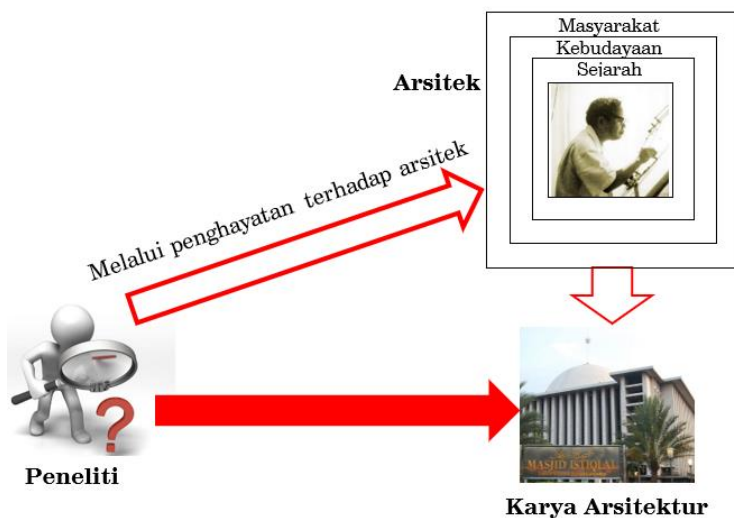 Masyarakat
Kebudayaan
Sejarah
Arsitek
Melalui penghayatan terhadap arsitek
MASJID ISTIQLAL
Peneliti
Karya Arsitektur